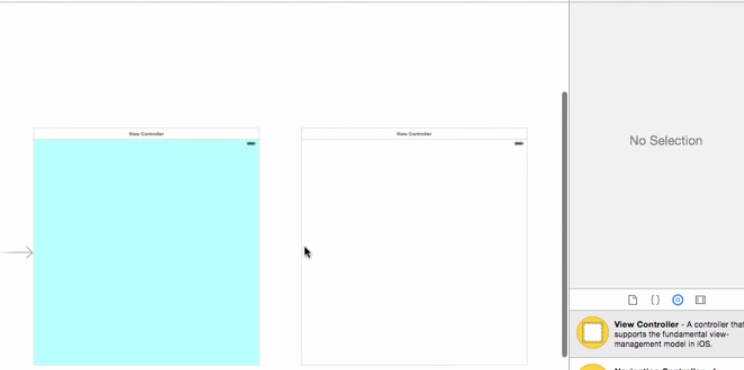 View Controller
View Controller
No Selection
{}
View Controller - A controller that
supports the fundamental view-
management model in iOS.